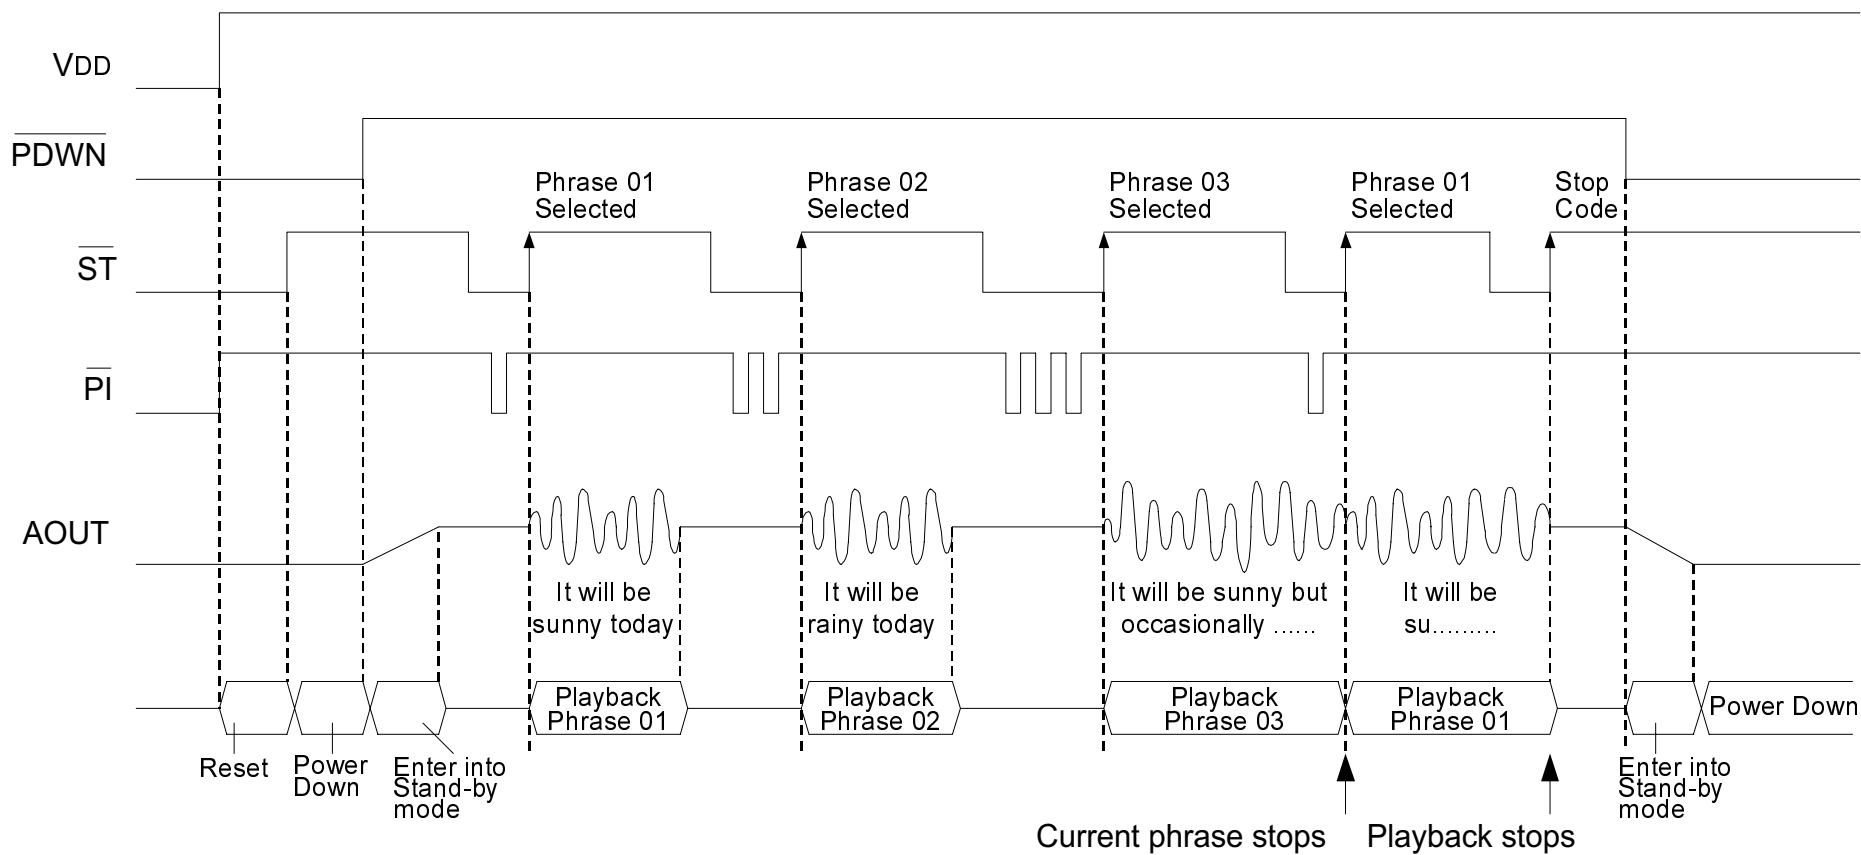 VDD
PDWN
Phrase 01
Selected
Phrase 02
Selected
Phrase 03
Selected
Phrase 01
Selected
Stop
Code
ST
PI
AOUT
It will be
sunny today
It will be
rainy today
It will be sunny but
occasionally ......
It will be
su.........
Playback
Phrase 01
Playback
Phrase 02
Playback
Phrase 03
Playback
Phrase 01
Power Down
Reset
Power
Down
Enter into
Stand-by
mode
Enter into
Stand-by
mode
Current phrase stops
Playback stops